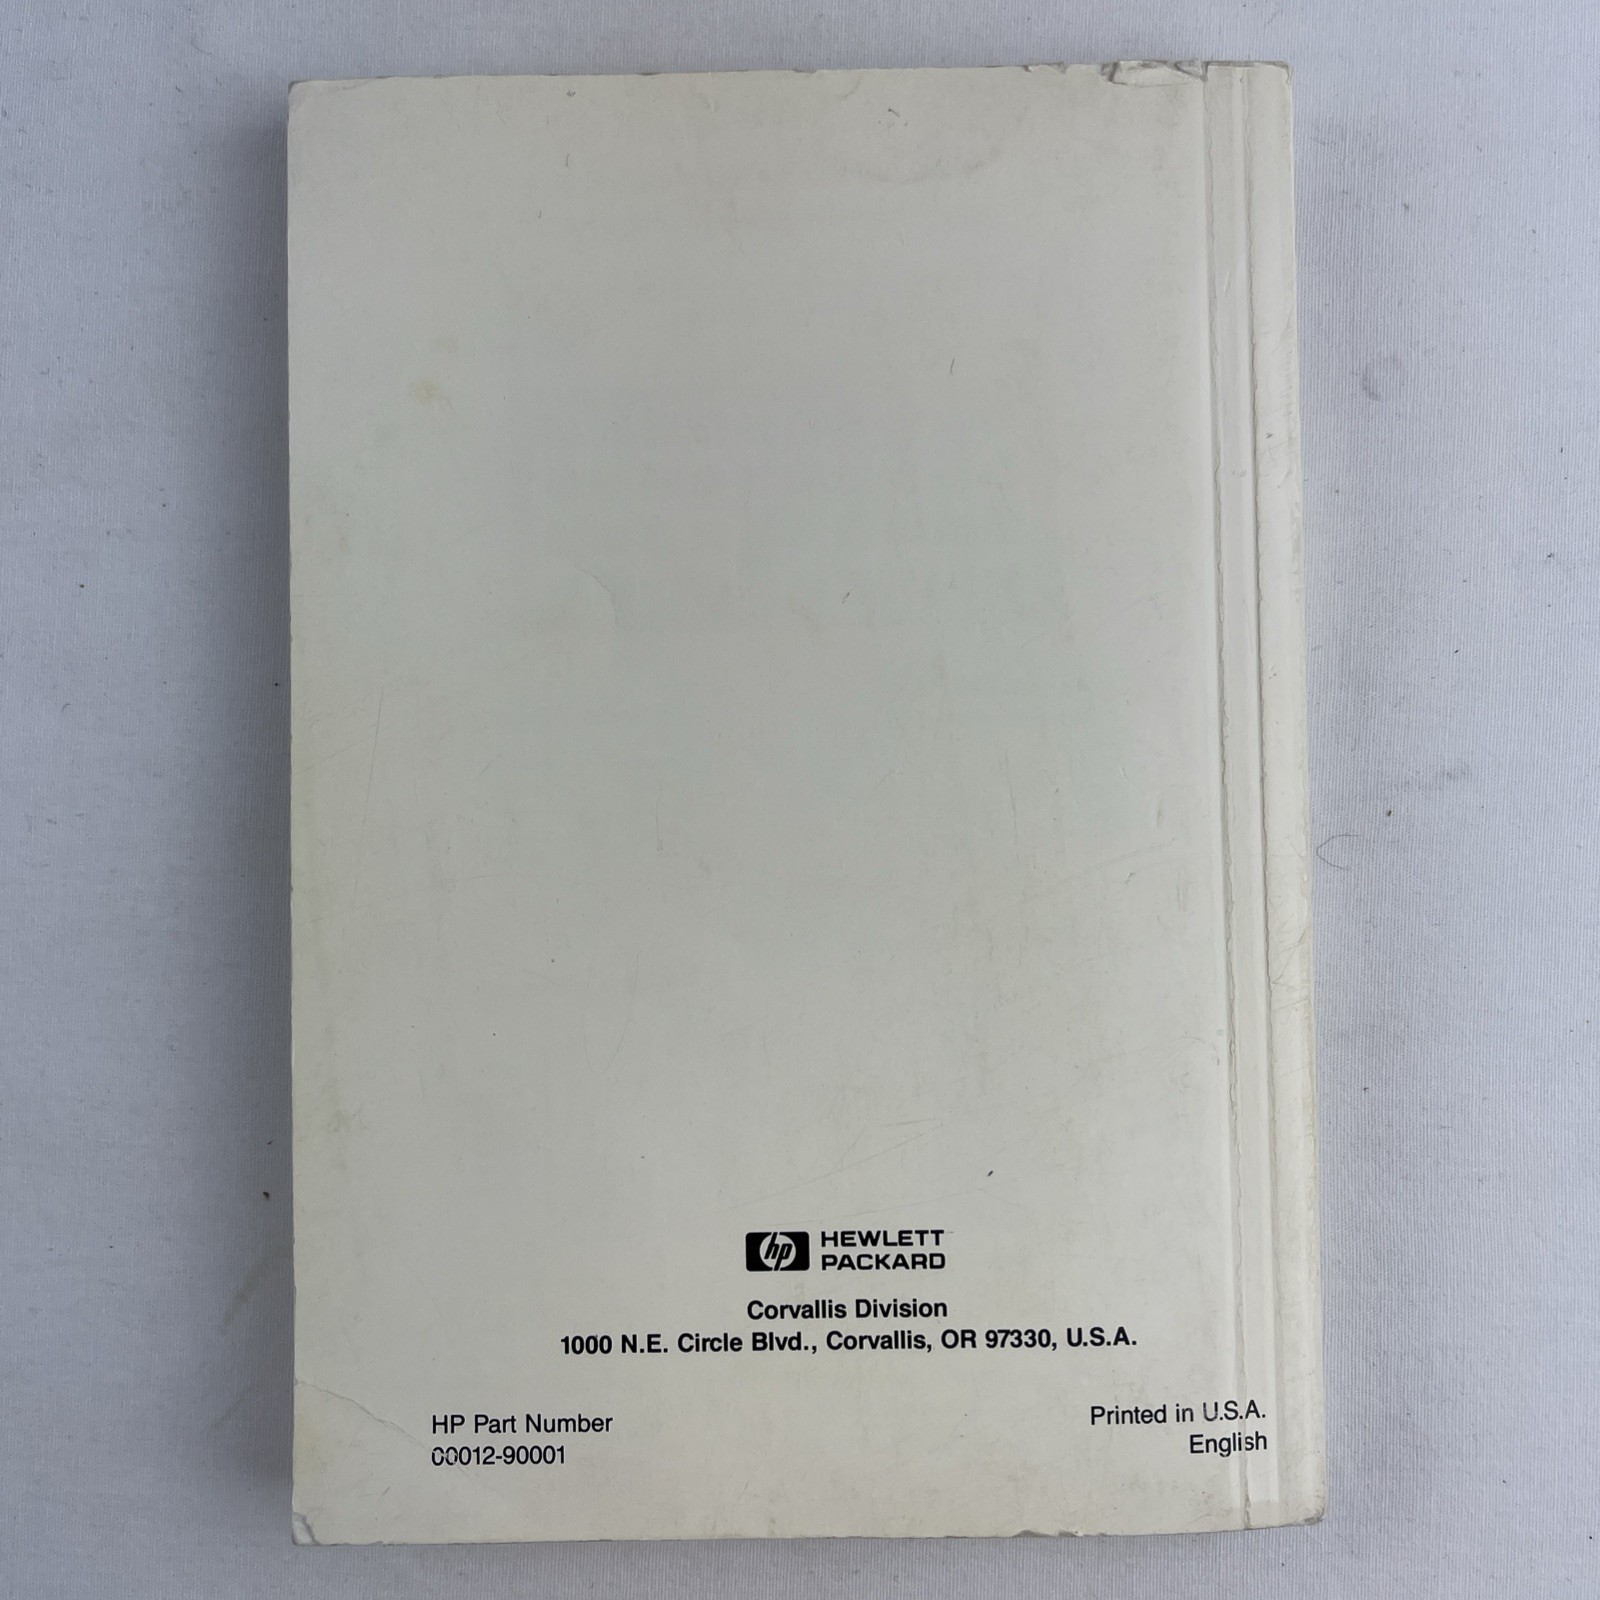 hp HEWLETT
PACKARD
Corvallis Division
1000 N.E. Circle Blvd., Corvallis, OR 97330, U.S.A.
HP Part Number
00012-90001
Printed in U.S.A.
English